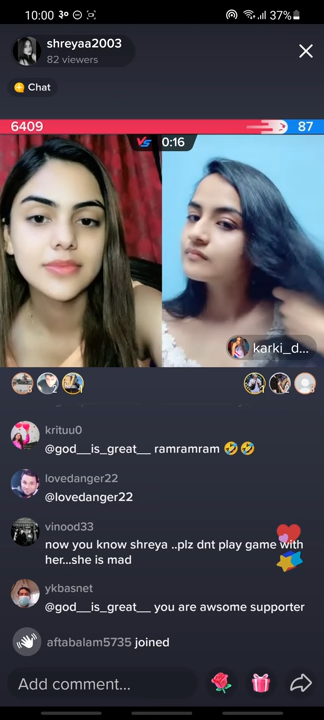 10:00
37%
shreyaa2003
82 viewers
Chat
6409
VS
0:16
87
karki_d...
krituu0
@god__is_great__ ramramram 🤣🤣
lovedanger22
@lovedanger22
vinood33
now you know shreya ..plz dnt play game with
her...she is mad
ykbasnet
@god__is_great__ you are awsome supporter
aftabalam5735 joined
Add comment...